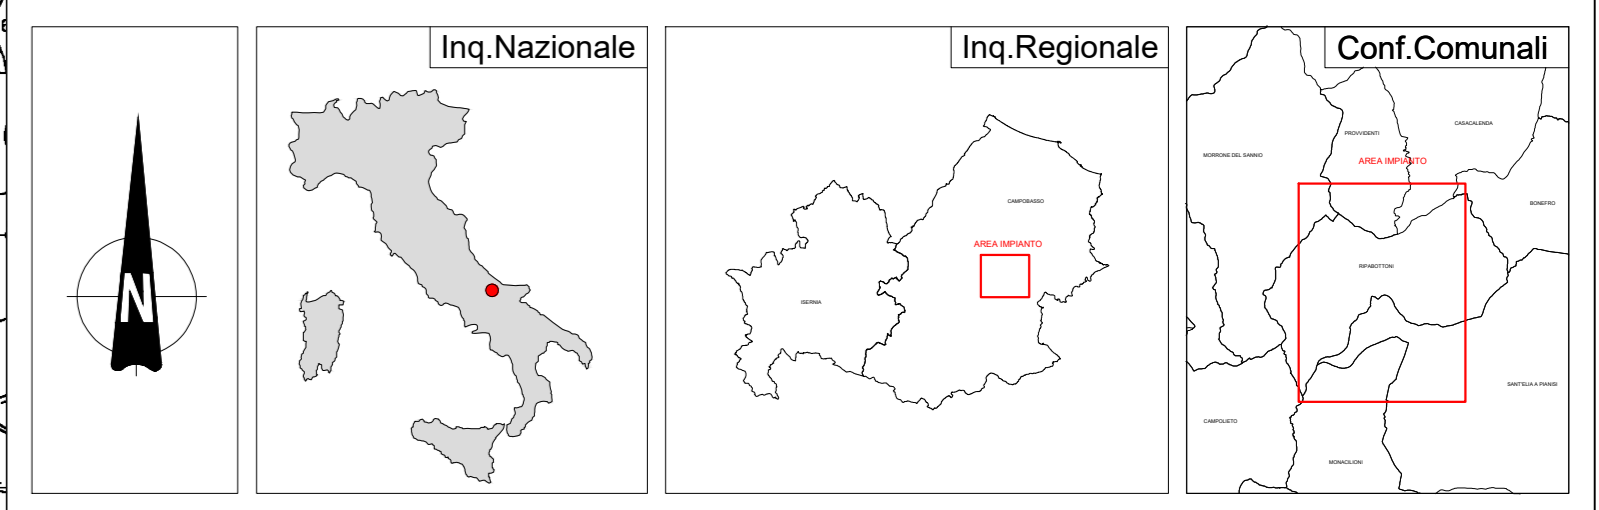 N
Inq.Nazionale
Inq.Regionale
CAMPOBASSO
AREA IMPIANTO
ISERNIA
Conf.Comunali
CASACALENDA
PROVVIDENTI
MORRONE DEL SANNIO
AREA IMPIANTO
BONEFRO
RIPABOTTONI
SANT'ELIA A PIANISI
CAMPOLIETO
MONACILIONI